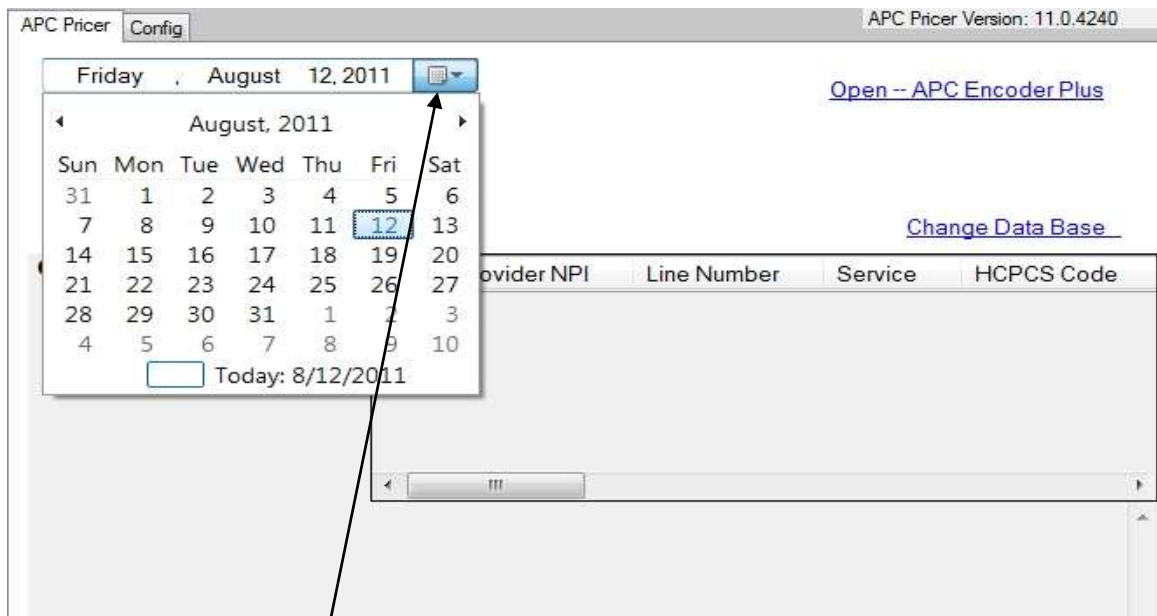 APC Pricer Config APC Pricer Version: 11.0.4240
Friday , August 12, 2011
Open -- APC Encoder Plus
August, 2011
Sun Mon Tue Wed Thu Fri Sat
31 1 2 3 4 5 6
7 8 9 10 11 12 13
14 15 16 17 18 19 20
21 22 23 24 25 26 27
28 29 30 31 1 2 3
4 5 6 7 8 9 10
Today: 8/12/2011
Change Data Base
ovider NPI Line Number Service HCPCS Code